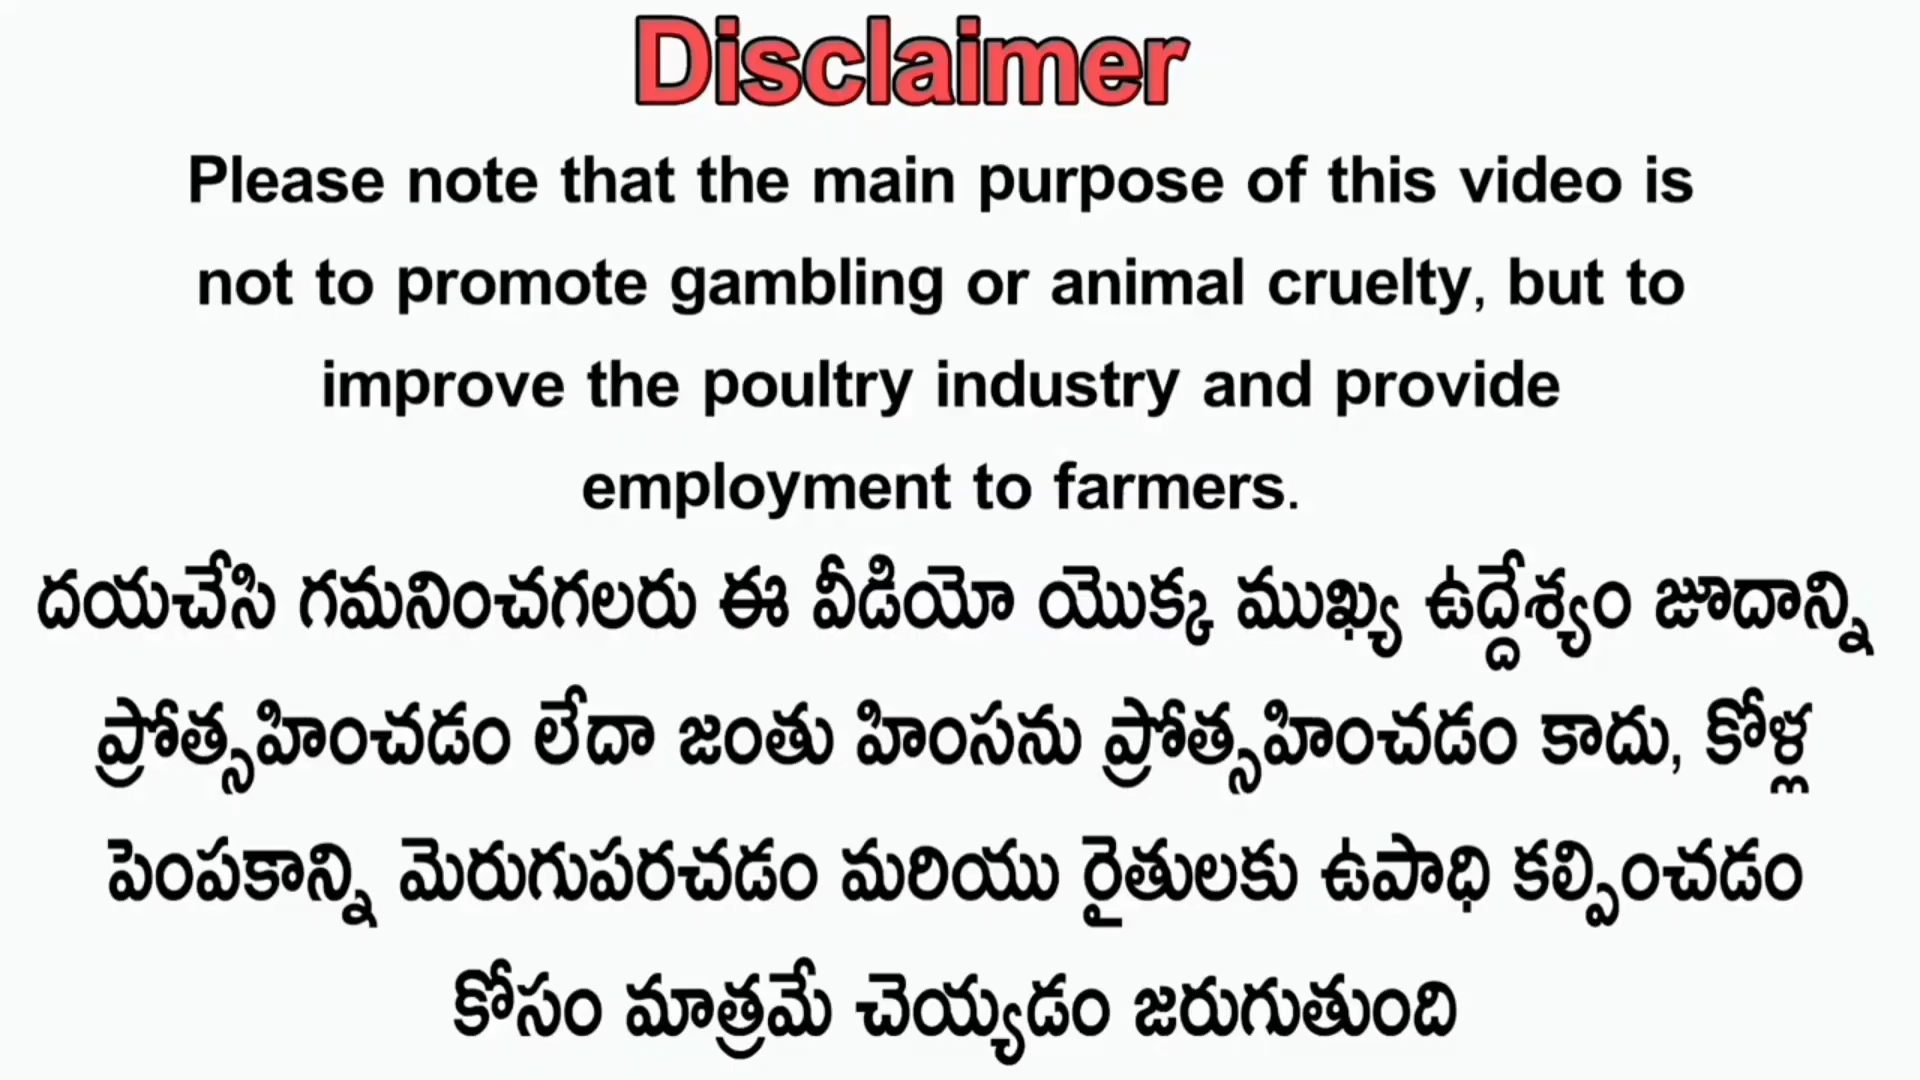 Disclaimer
Please note that the main purpose of this video is
not to promote gambling or animal cruelty, but to
improve the poultry industry and provide
employment to farmers.
దయచేసి గమనించగలరు ఈ వీడియో యొక్క ముఖ్య ఉద్దేశ్యం జూదాన్ని
ప్రోత్సహించడం లేదా జంతు హింసను ప్రోత్సహించడం కాదు, కోళ్ల
పెంపకాన్ని మెరుగుపరచడం మరియు రైతులకు ఉపాధి కల్పించడం
కోసం మాత్రమే చెయ్యడం జరుగుతుంది